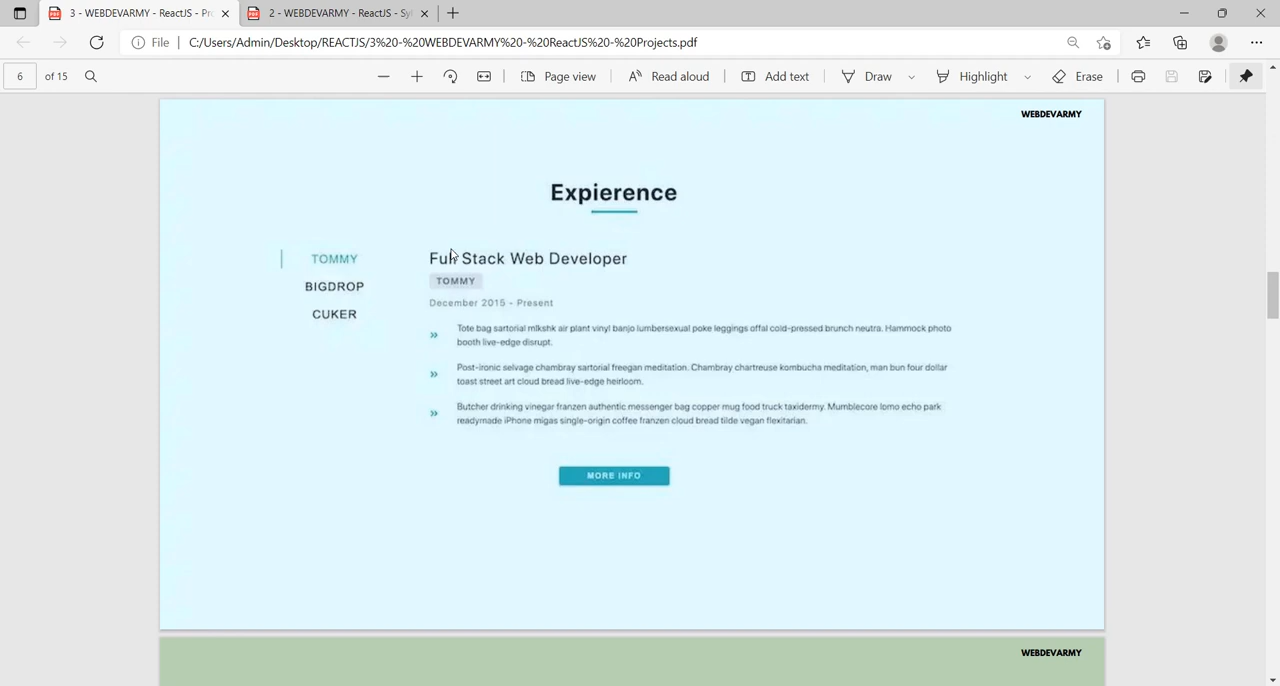 3 - WEBDEVARMY - ReactJS - Pr
2 - WEBDEVARMY - ReactJS - Sy
File
C:/Users/Admin/Desktop/REACTJS/3%20-%20WEBDEVARMY%20-%20ReactJS%20-%20Projects.pdf
6 of 15
Page view
Read aloud
Add text
Draw
Highlight
Erase
WEBDEVARMY
Expierence
TOMMY
BIGDROP
CUKER
Full Stack Web Developer
TOMMY
December 2015 - Present
Tote bag sartorial mlkshk air plant vinyl banjo lumbersexual poke leggings offal cold-pressed brunch neutra. Hammock photo
booth live-edge disrupt.
Post-ironic selvage chambray sartorial freegan meditation. Chambray chartreuse kombucha meditation, man bun four dollar
toast street art cloud bread live-edge heirloom.
Butcher drinking vinegar franzen authentic messenger bag copper mug food truck taxidermy. Mumblecore lomo echo park
readymade iPhone migas single-origin coffee franzen cloud bread tilde vegan flexitarian.
MORE INFO
WEBDEVARMY